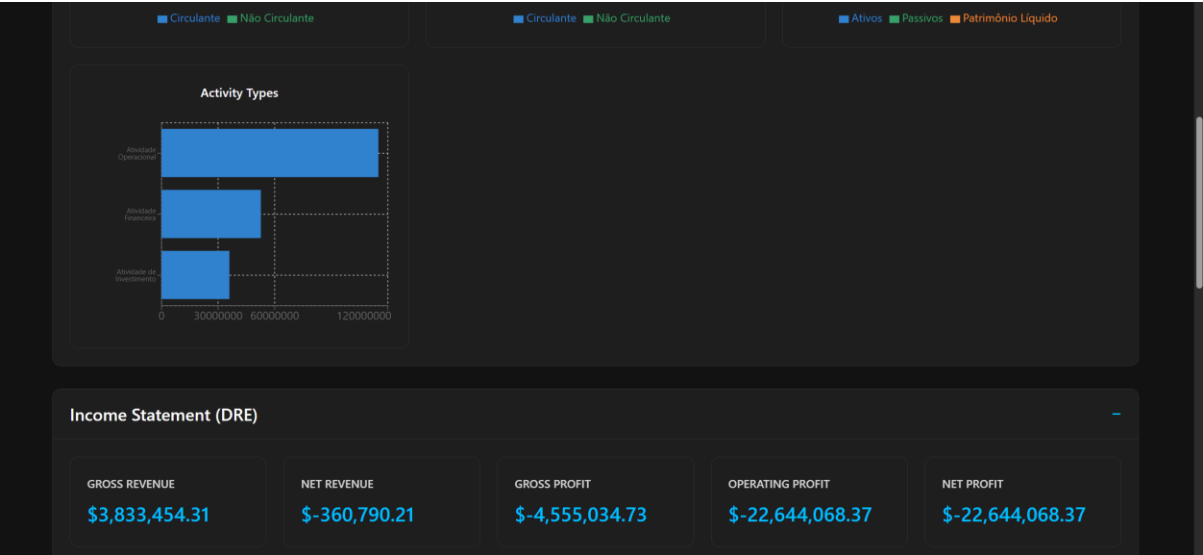 Circulante Não Circulante
Circulante Não Circulante
Ativos Passivos Patrimônio Líquido
Activity Types
Atividade
Operacional
Atividade
Financeira
Atividade de
Investimento
0 30000000 60000000 120000000
Income Statement (DRE)
GROSS REVENUE
$3,833,454.31
NET REVENUE
$-360,790.21
GROSS PROFIT
$-4,555,034.73
OPERATING PROFIT
$-22,644,068.37
NET PROFIT
$-22,644,068.37